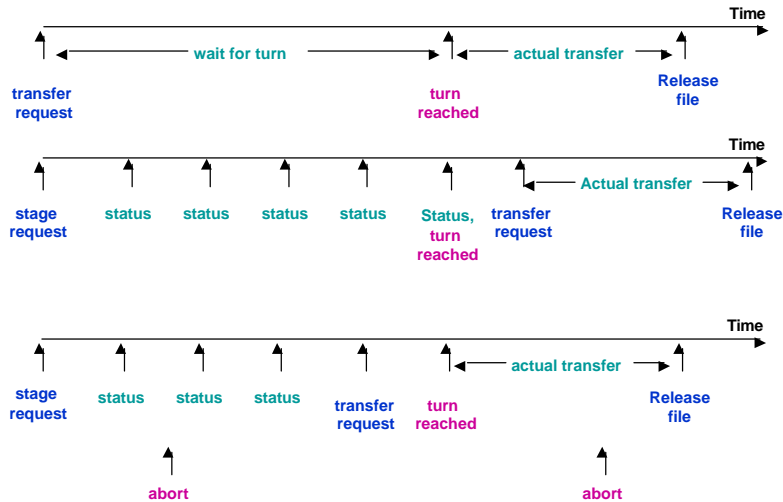 Time
wait for turn
actual transfer
transfer
request
turn
reached
Release
file
Time
Actual transfer
stage
request
status
status
status
status
Status,
turn
reached
transfer
request
Release
file
Time
actual transfer
stage
request
status
status
status
transfer
request
turn
reached
Release
file
abort
abort